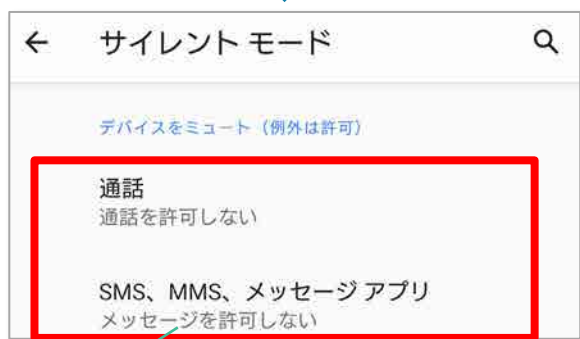 サイレント モード
デバイスをミュート（例外は許可）
通話
通話を許可しない
SMS、MMS、メッセージ アプリ
メッセージを許可しない